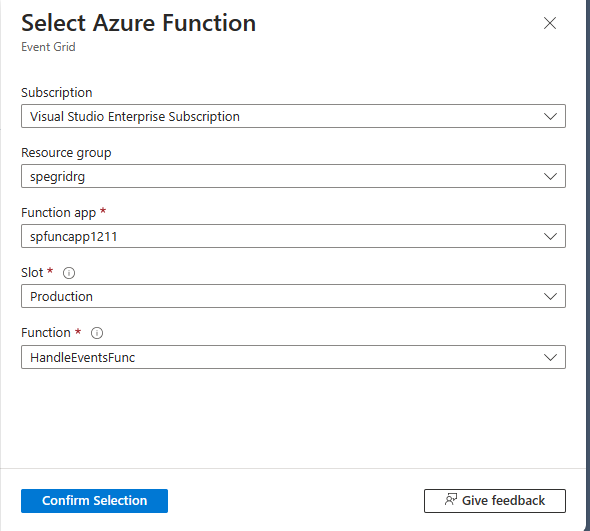 Select Azure Function
Event Grid
Subscription
Visual Studio Enterprise Subscription
Resource group
spegridrg
Function app *
spfuncapp1211
Slot *
Production
Function *
HandleEventsFunc
Confirm Selection
Give feedback